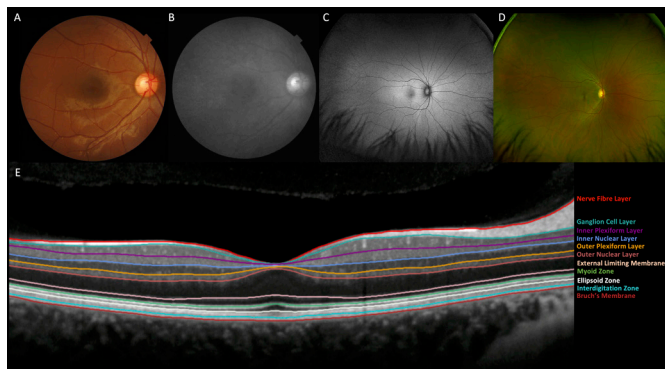 A
B
C
D
E
Nerve Fibre Layer
Ganglion Cell Layer
Inner Plexiform Layer
Inner Nuclear Layer
Outer Plexiform Layer
Outer Nuclear Layer
External Limiting Membrane
Myoid Zone
Ellipsoid Zone
Interdigitation Zone
Bruch's Membrane